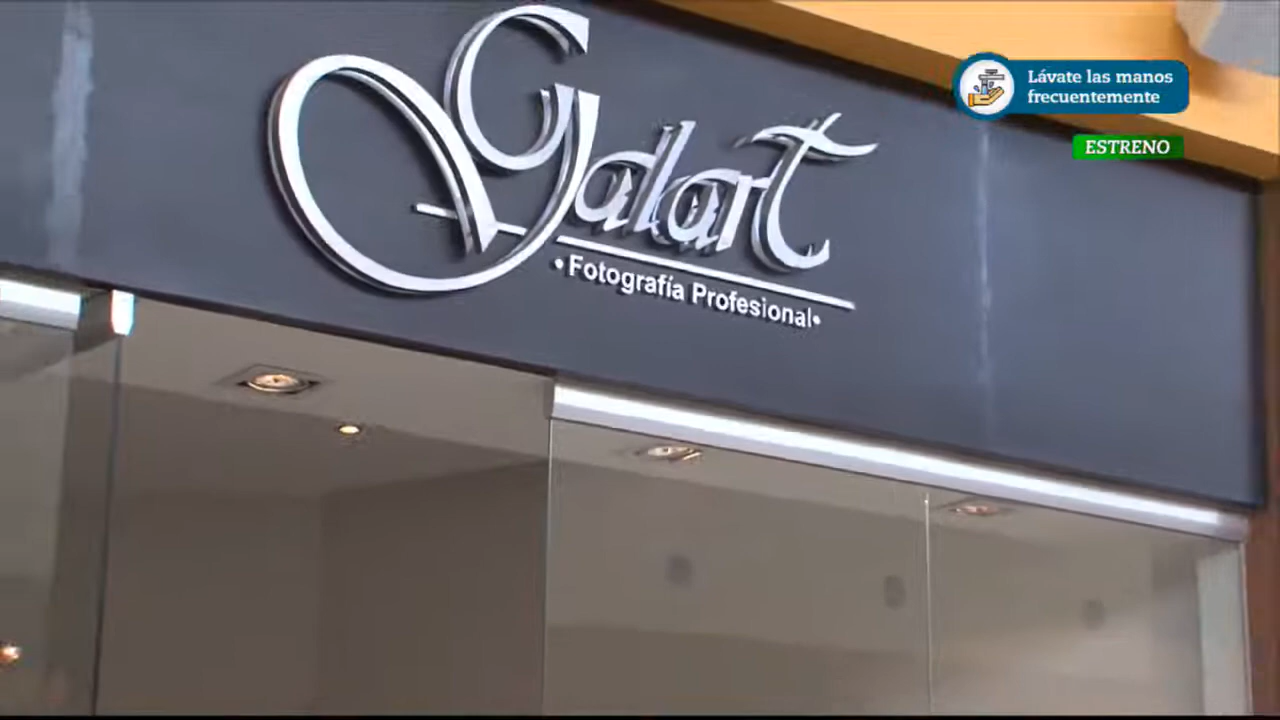 Galart
• Fotografía Profesional •
Lávate las manos
frecuentemente
ESTRENO